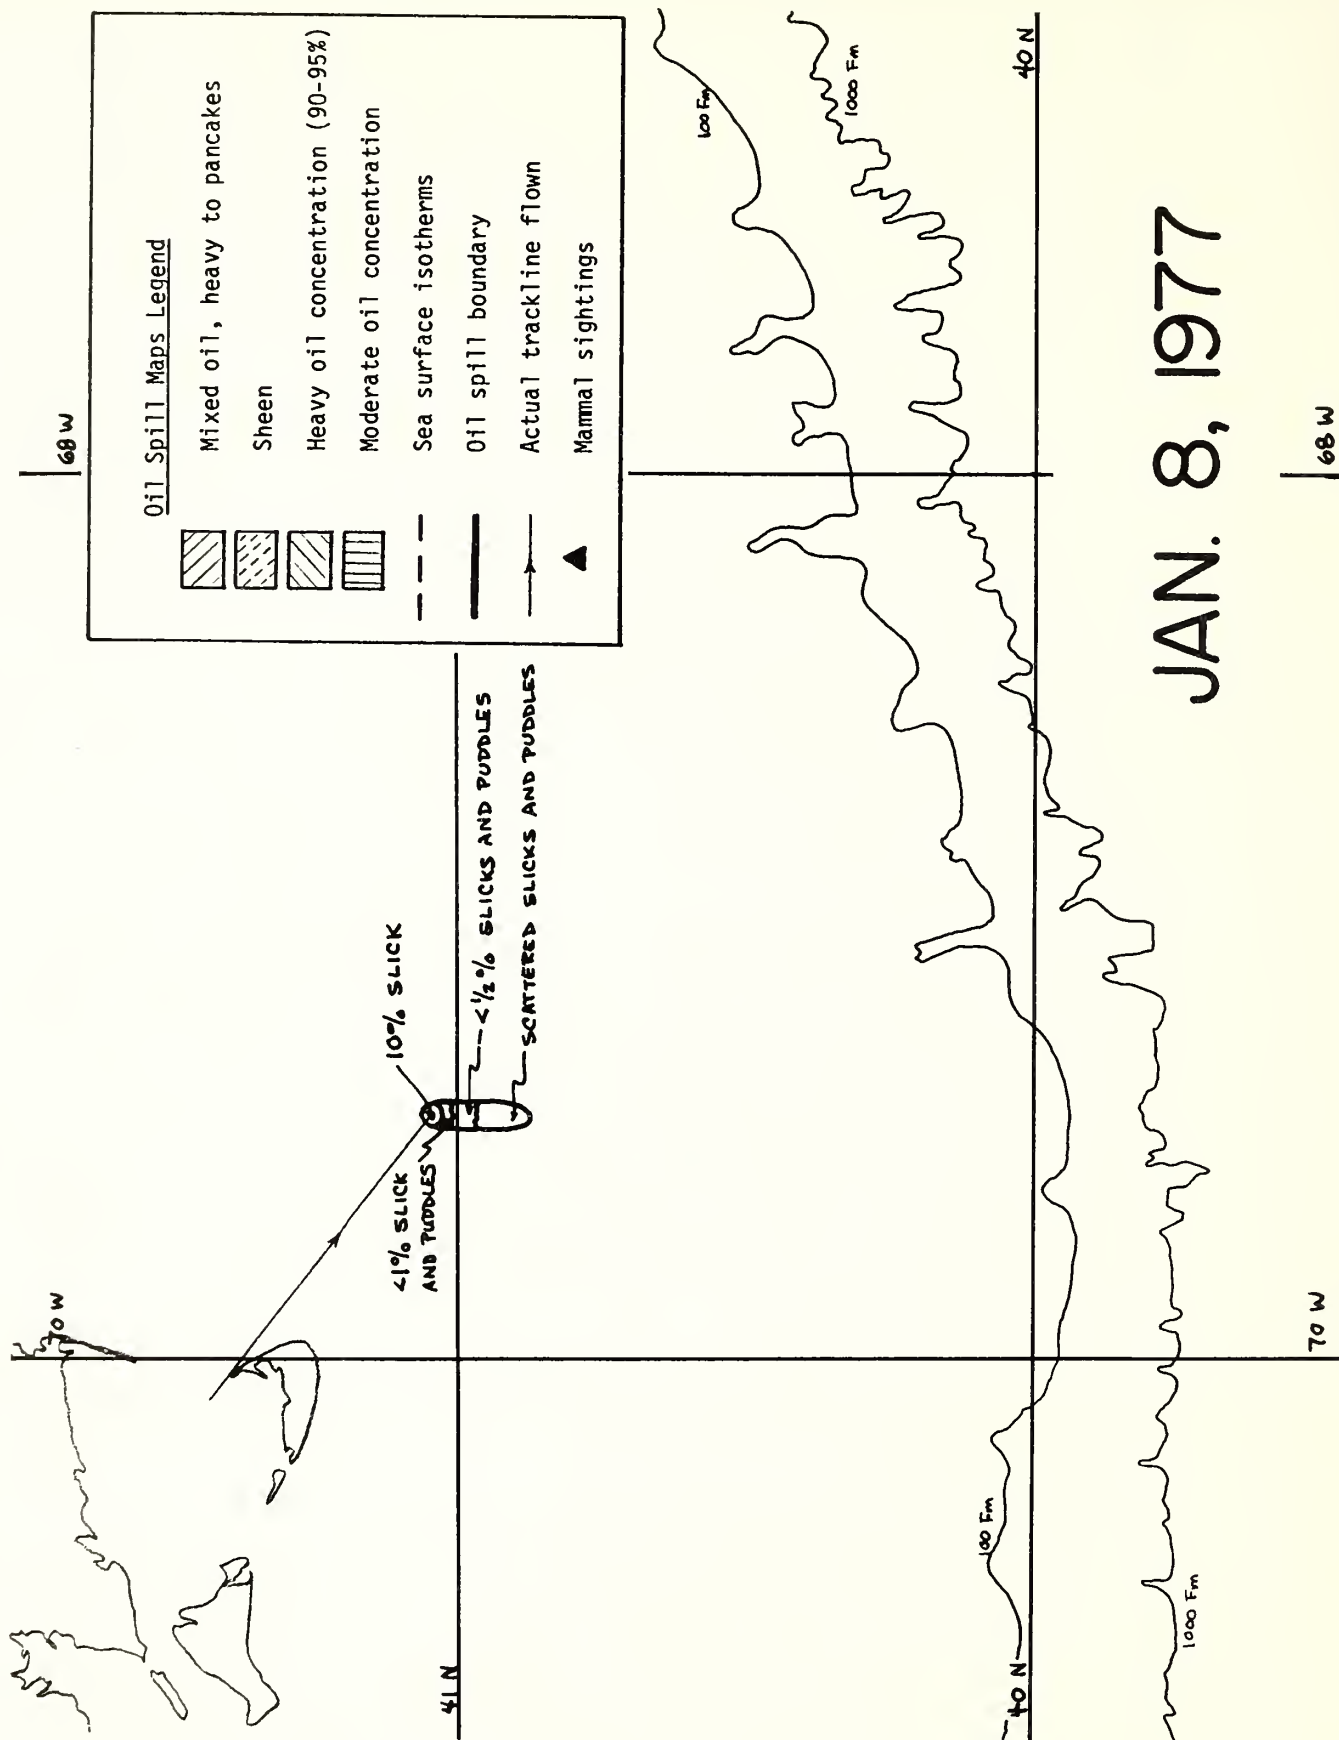 Oil Spill Maps Legend
Mixed oil, heavy to pancakes
Sheen
Heavy oil concentration (90-95%)
Moderate oil concentration
Sea surface isotherms
Oil spill boundary
Actual trackline flown
Mammal sightings
70 W
68 W
10% SLICK
<1% SLICK
AND PUDDLES
<1/2% SLICKS AND PUDDLES
SCATTERED SLICKS AND PUDDLES
41 N
100 Fm
1000 Fm
40 N
100 Fm
40 N
1000 Fm
JAN. 8, 1977
70 W
68 W